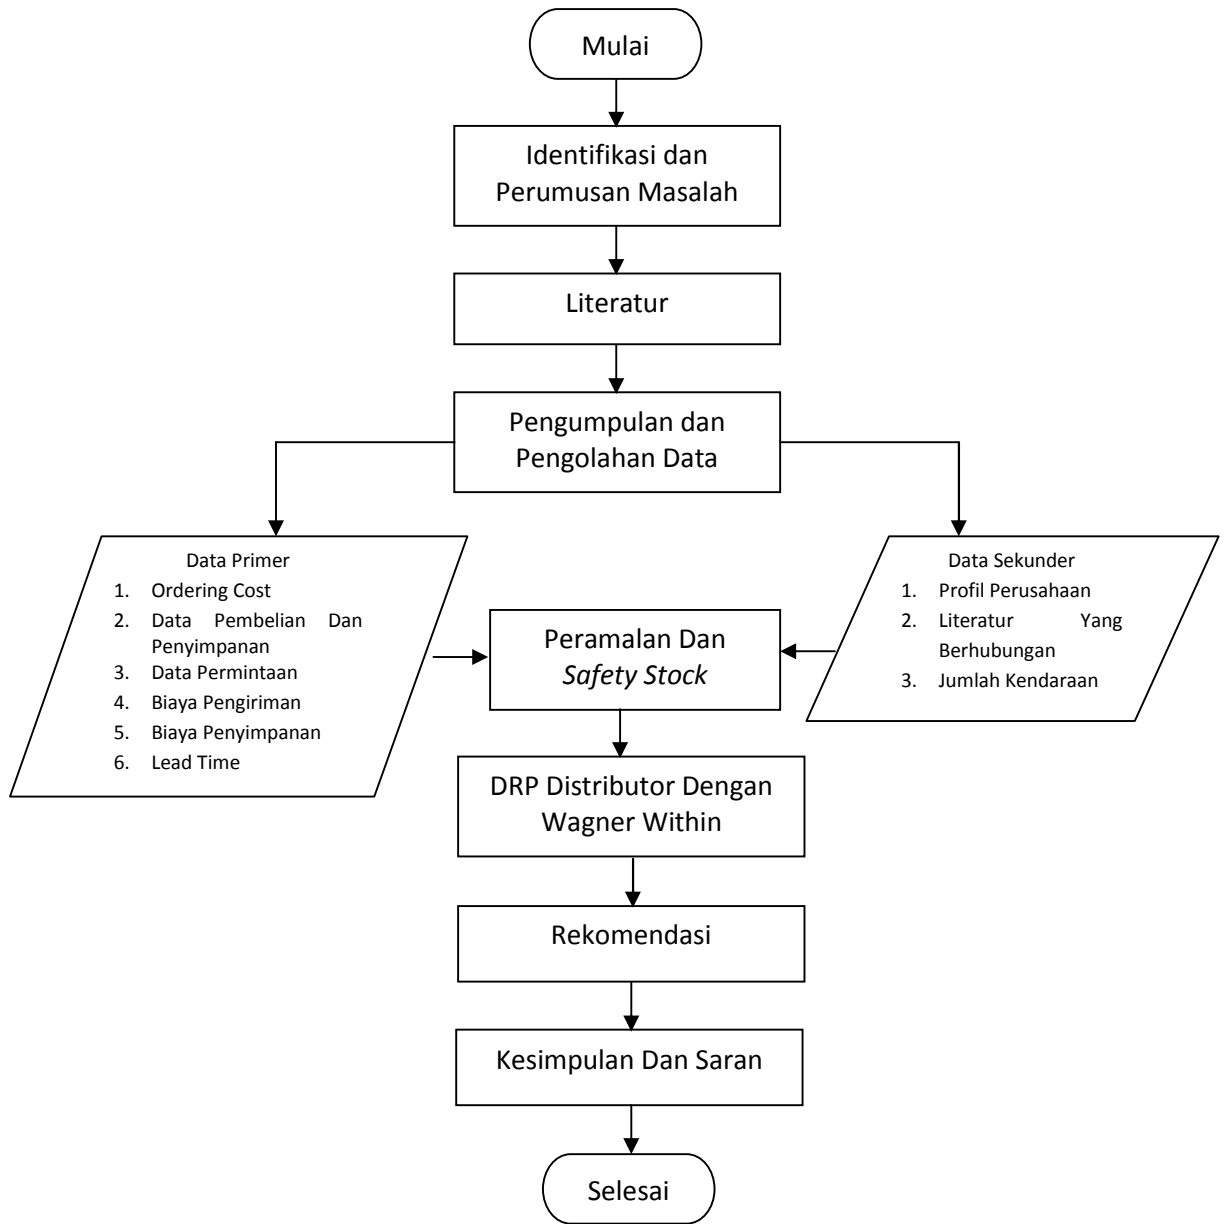 Mulai
Identifikasi dan
Perumusan Masalah
Literatur
Pengumpulan dan
Pengolahan Data
Data Primer
1. Ordering Cost
2. Data Pembelian Dan
Penyimpanan
3. Data Permintaan
4. Biaya Pengiriman
5. Biaya Penyimpanan
6. Lead Time
Peramalan Dan
Safety Stock
Data Sekunder
1. Profil Perusahaan
2. Literatur Yang
Berhubungan
3. Jumlah Kendaraan
DRP Distributor Dengan
Wagner Within
Rekomendasi
Kesimpulan Dan Saran
Selesai